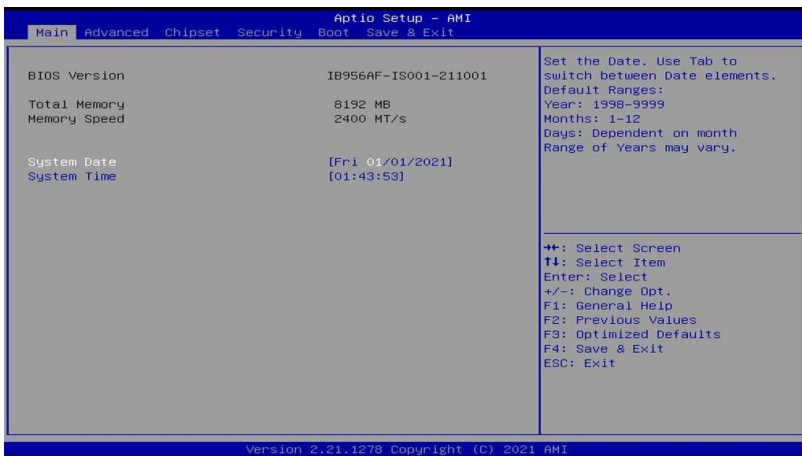 Aptio Setup – AMI
Main Advanced Chipset Security Boot Save & Exit
BIOS Version IB956AF-IS001-211001
Total Memory 8192 MB
Memory Speed 2400 MT/s
System Date [Fri 01/01/2021]
System Time [01:43:53]
Set the Date. Use Tab to
switch between Date elements.
Default Ranges:
Year: 1998-9999
Months: 1-12
Days: Dependent on month
Range of Years may vary.
→←: Select Screen
↑↓: Select Item
Enter: Select
+/-: Change Opt.
F1: General Help
F2: Previous Values
F3: Optimized Defaults
F4: Save & Exit
ESC: Exit
Version 2.21.1278 Copyright (C) 2021 AMI